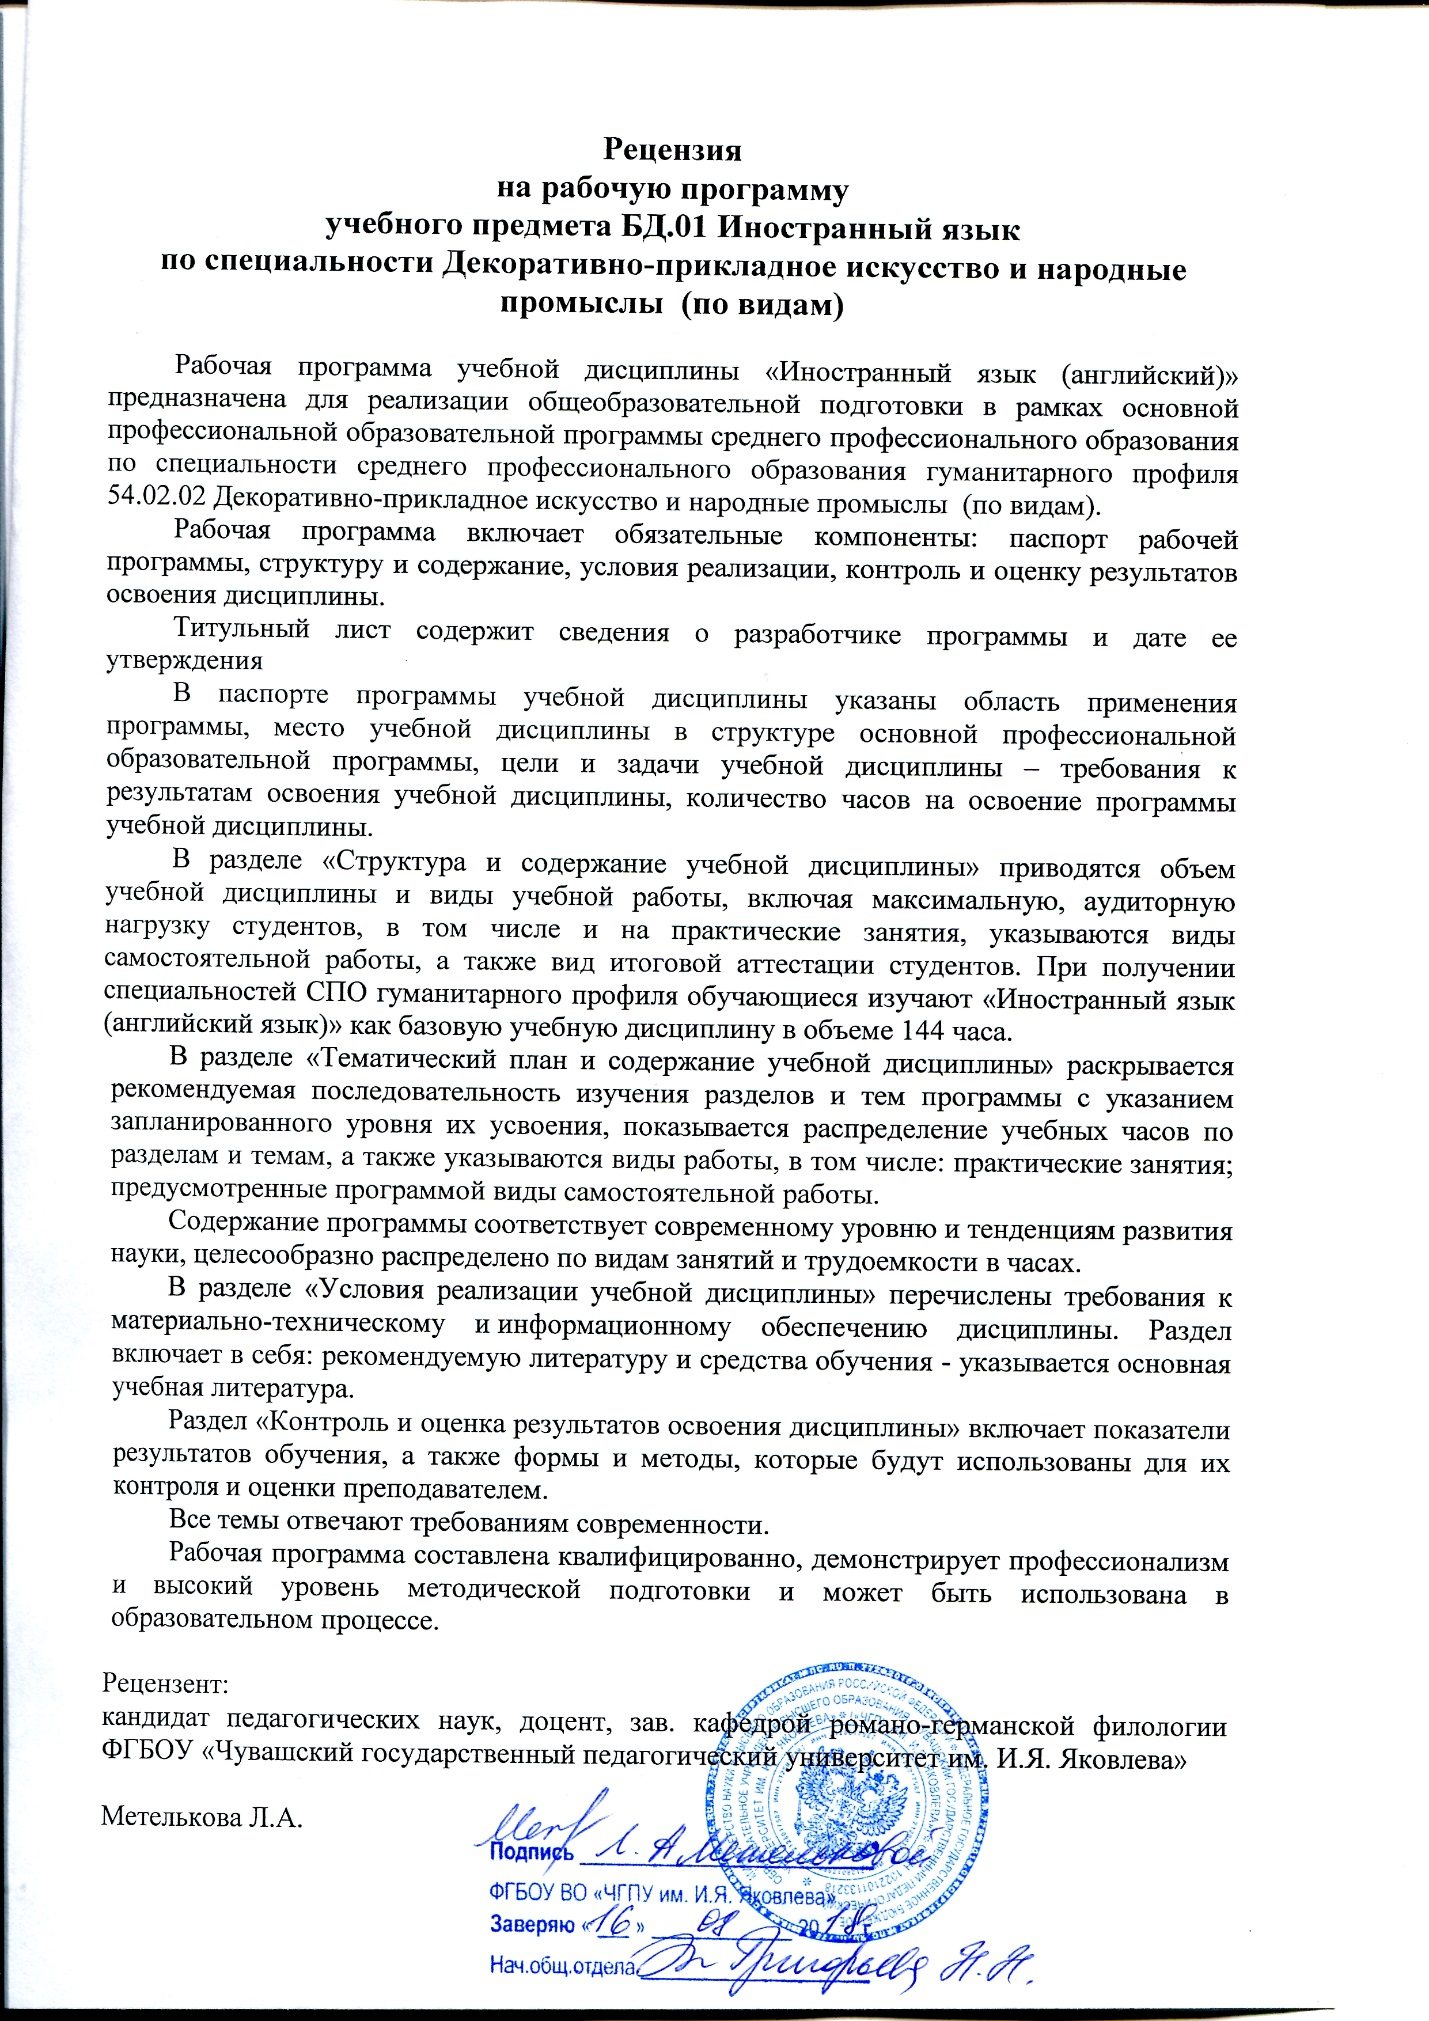 Рецензия
на рабочую программу
учебного предмета БД.01 Иностранный язык
по специальности Декоративно-прикладное искусство и народные
промыслы (по видам)
Рабочая программа учебной дисциплины «Иностранный язык (английский)»
предназначена для реализации общеобразовательной подготовки в рамках основной
профессиональной образовательной программы среднего профессионального образования
по специальности среднего профессионального образования гуманитарного профиля
54.02.02 Декоративно-прикладное искусство и народные промыслы (по видам).
Рабочая программа включает обязательные компоненты: паспорт рабочей
программы, структуру и содержание, условия реализации, контроль и оценку результатов
освоения дисциплины.
Титульный лист содержит сведения о разработчике программы и дате ее
утверждения
В паспорте программы учебной дисциплины указаны область применения
программы, место учебной дисциплины в структуре основной профессиональной
образовательной программы, цели и задачи учебной дисциплины – требования к
результатам освоения учебной дисциплины, количество часов на освоение программы
учебной дисциплины.
В разделе «Структура и содержание учебной дисциплины» приводятся объем
учебной дисциплины и виды учебной работы, включая максимальную, аудиторную
нагрузку студентов, в том числе и на практические занятия, указываются виды
самостоятельной работы, а также вид итоговой аттестации студентов. При получении
специальностей СПО гуманитарного профиля обучающиеся изучают «Иностранный язык
(английский язык)» как базовую учебную дисциплину в объеме 144 часа.
В разделе «Тематический план и содержание учебной дисциплины» раскрывается
рекомендуемая последовательность изучения разделов и тем программы с указанием
запланированного уровня их усвоения, показывается распределение учебных часов по
разделам и темам, а также указываются виды работы, в том числе: практические занятия;
предусмотренные программой виды самостоятельной работы.
Содержание программы соответствует современному уровню и тенденциям развития
науки, целесообразно распределено по видам занятий и трудоемкости в часах.
В разделе «Условия реализации учебной дисциплины» перечислены требования к
материально-техническому и информационному обеспечению дисциплины. Раздел
включает в себя: рекомендуемую литературу и средства обучения - указывается основная
учебная литература.
Раздел «Контроль и оценка результатов освоения дисциплины» включает показатели
результатов обучения, а также формы и методы, которые будут использованы для их
контроля и оценки преподавателем.
Все темы отвечают требованиям современности.
Рабочая программа составлена квалифицированно, демонстрирует профессионализм
и высокий уровень методической подготовки и может быть использована в
образовательном процессе.
Рецензент:
кандидат педагогических наук, доцент, зав. кафедрой романо-германской филологии
ФГБОУ «Чувашский государственный педагогический университет им. И.Я. Яковлева»
Метелькова Л.А.
Подпись Л. А Метельковой
ФГБОУ ВО «ЧГПУ им. И.Я. Яковлева»
Заверяю «16» 2018 г.
Нач.общ.отдела Григорьева Н.Н.